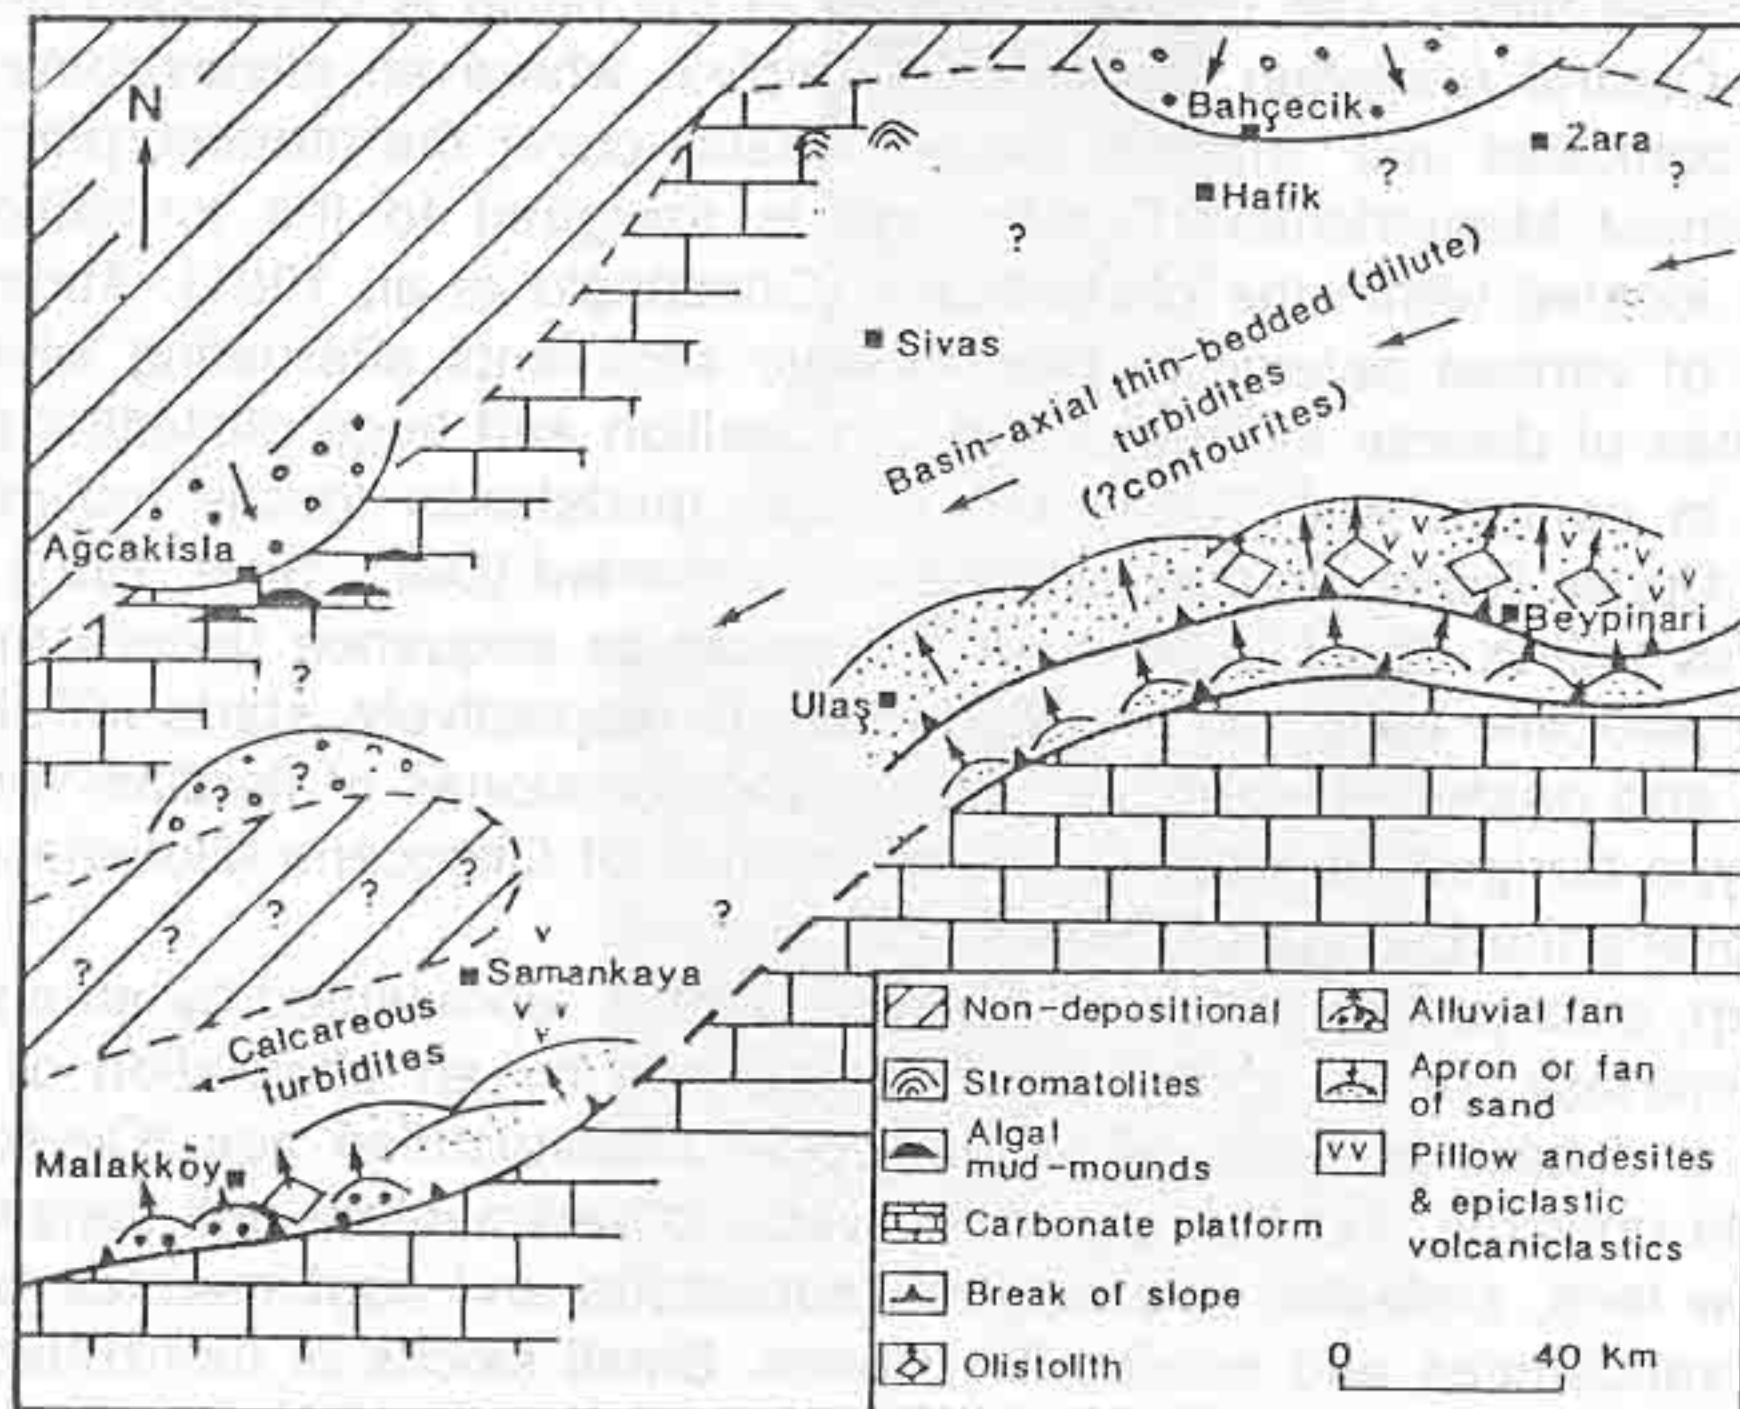 N
Bahçecik
Zara
Hafik
?
?
?
Sivas
Basin-axial thin-bedded (dilute)
turbidites
(?contourites)
Ağcakisla
Beypinari
?
Ulaş
?
?
?
?
?
?
?
?
v
Samankaya
v v
v
v
v
v
v
v
v
v
Calcareous
turbidites
Malakköy
Non-depositional
Stromatolites
Algal
mud-mounds
Carbonate platform
Break of slope
Olistolith
Alluvial fan
Apron or fan
of sand
VV
Pillow andesites
& epiclastic
volcaniclastics
0 40 Km